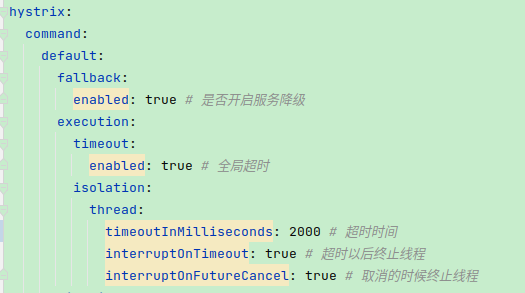 hystrix:
command:
default:
fallback:
enabled: true # 是否开启服务降级
execution:
timeout:
enabled: true # 全局超时
isolation:
thread:
timeoutInMilliseconds: 2000 # 超时时间
interruptOnTimeout: true # 超时以后终止线程
interruptOnFutureCancel: true # 取消的时候终止线程